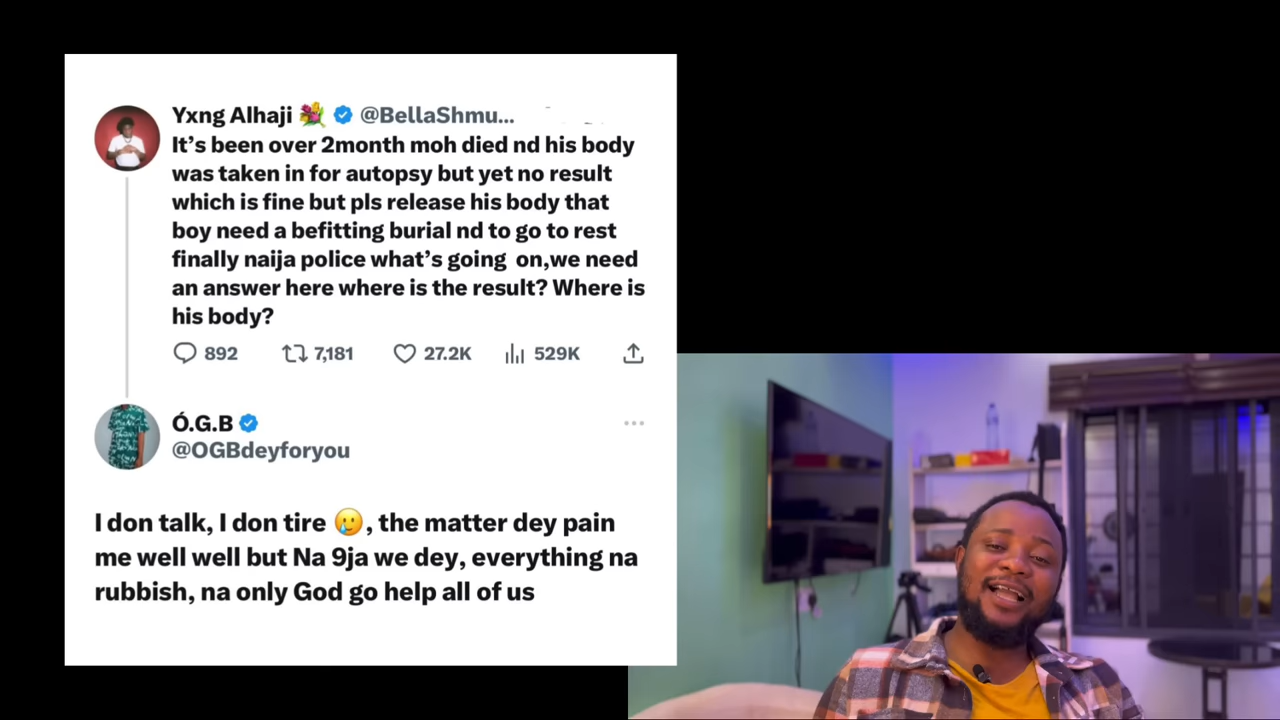 Yxng Alhaji 💐 @BellaShmu...
It's been over 2month moh died nd his body
was taken in for autopsy but yet no result
which is fine but pls release his body that
boy need a befitting burial nd to go to rest
finally naija police what's going on,we need
an answer here where is the result? Where is
his body?
892 7,181 27.2K 529K
Ó.G.B
@OGBdeyforyou
I don talk, I don tire 🥲, the matter dey pain
me well well but Na 9ja we dey, everything na
rubbish, na only God go help all of us